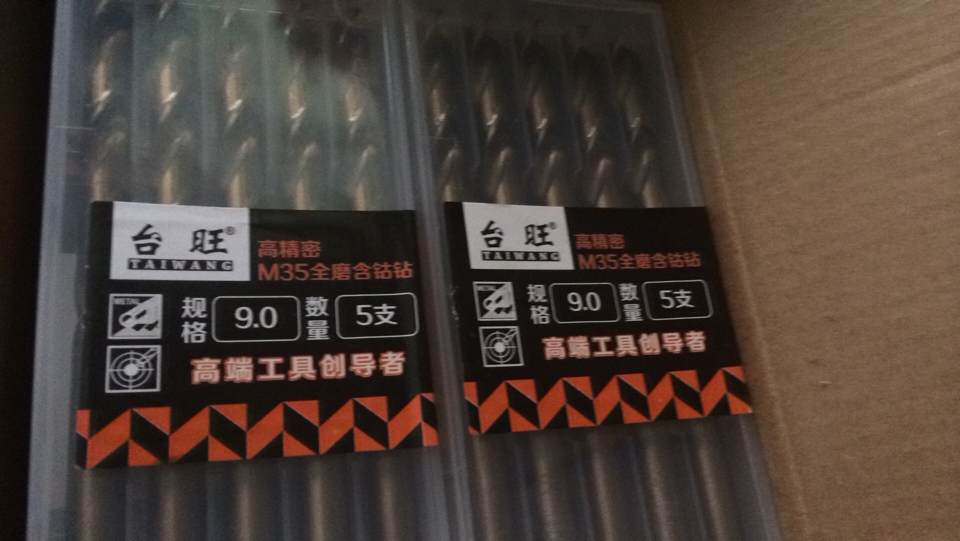 台旺®
TAIWANG
高精密
M35全磨含钴钻
METAL
规格 9.0 数量 5支
高端工具创导者
台旺®
TAIWANG
高精密
M35全磨含钴钻
METAL
规格 9.0 数量 5支
高端工具创导者